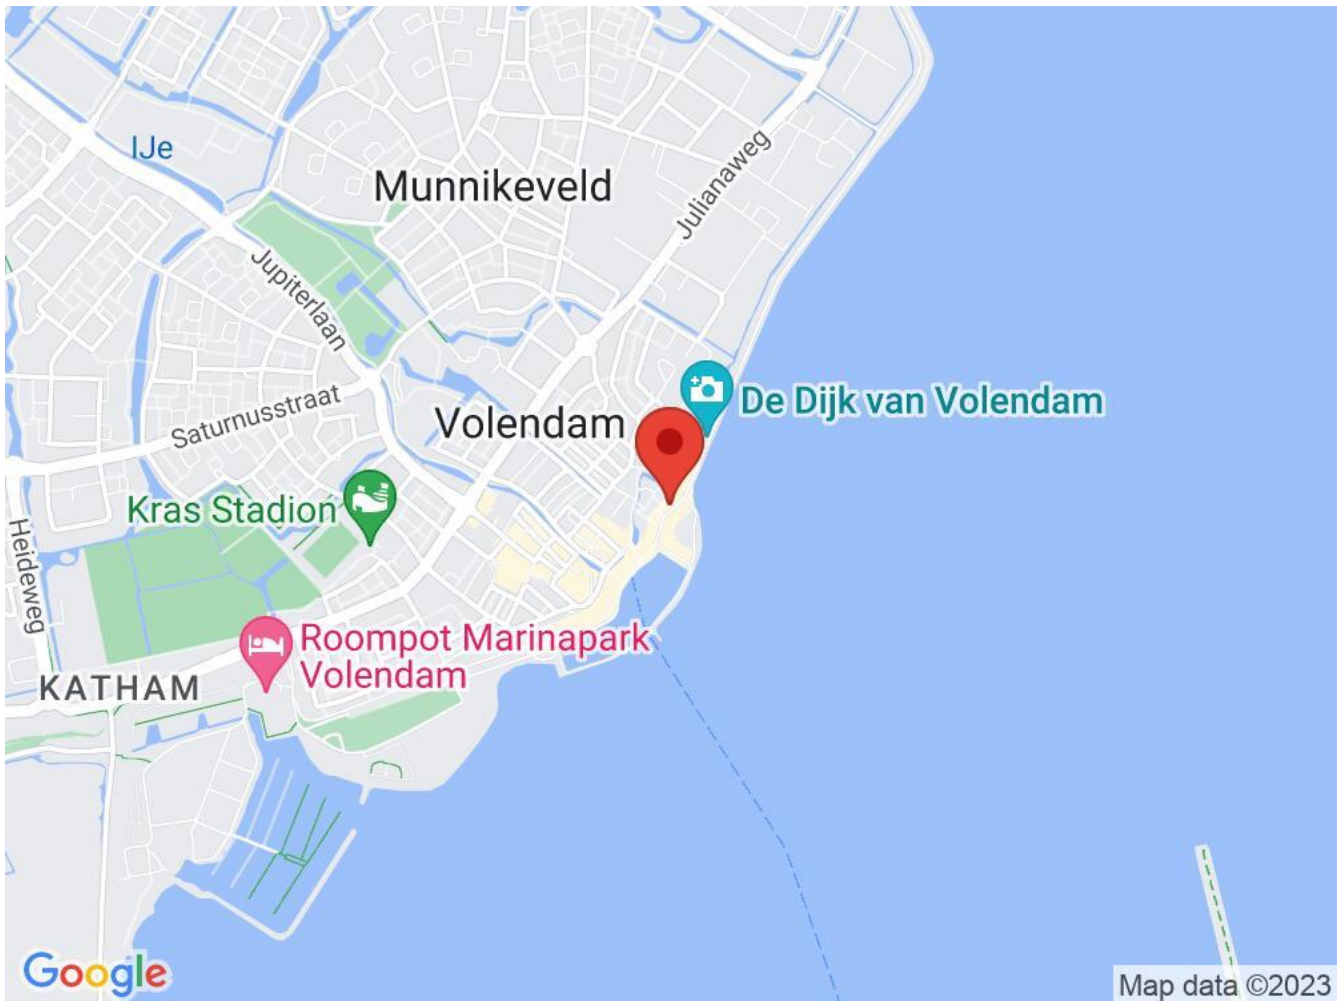 IJe
Munnikeveld
Julianaweg
Jupiterlaan
De Dijk van Volendam
Saturnusstraat
Volendam
Kras Stadion
Heideweg
Roompot Marinapark
Volendam
KATHAM
Google
Map data ©2023